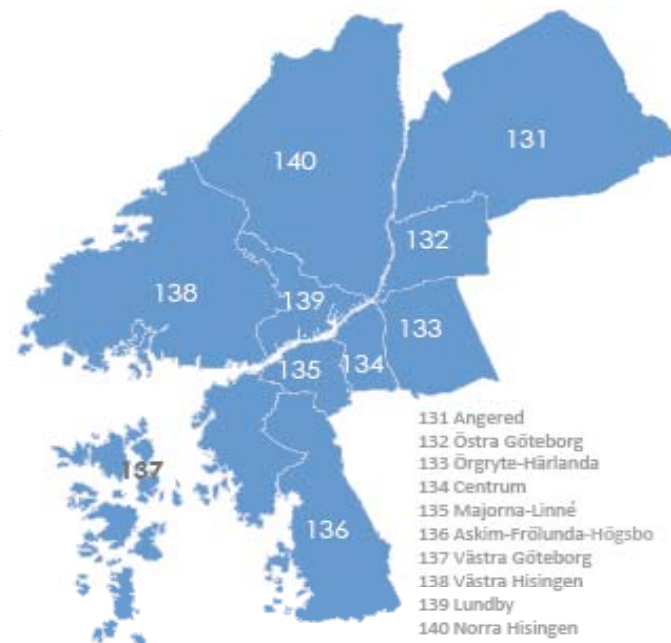 131
140
132
138
139
133
135
134
137
136
131 Angered
132 Östra Göteborg
133 Örgryte-Härlanda
134 Centrum
135 Majorna-Linné
136 Askim-Frölunda-Högsbo
137 Västra Göteborg
138 Västra Hisingen
139 Lundby
140 Norra Hisingen